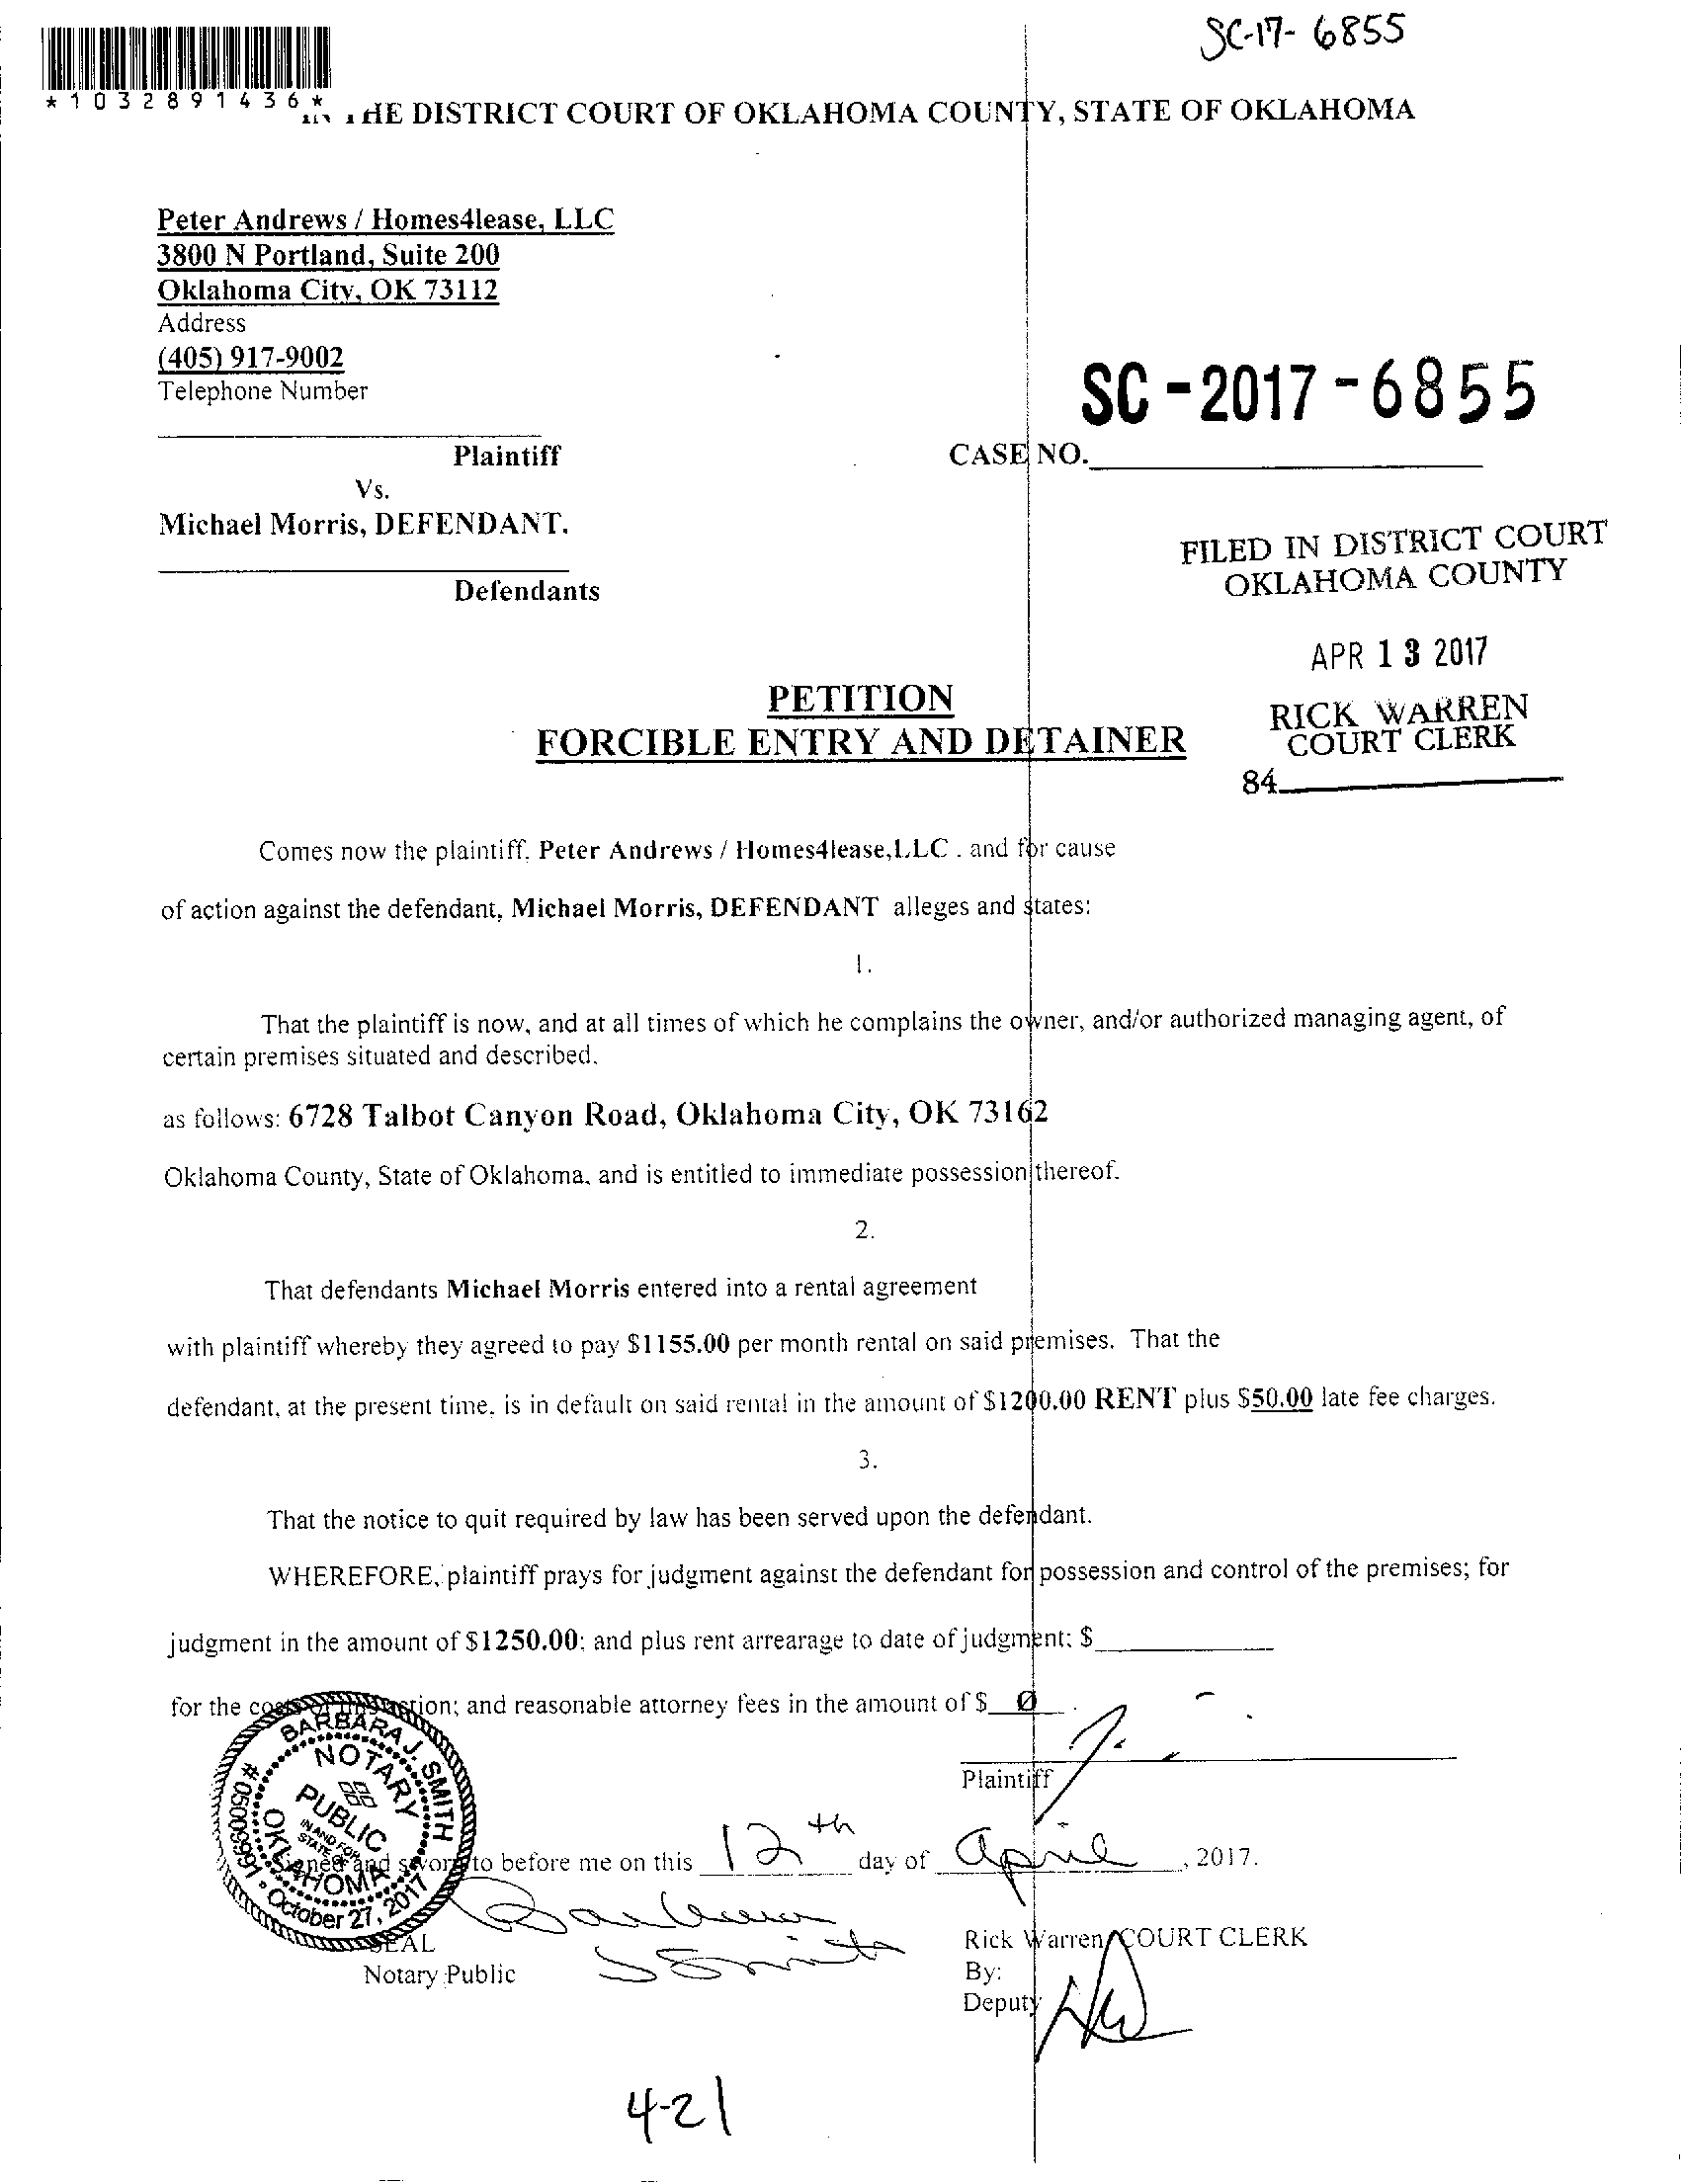 SC-17-6855
*1032891436*
THE DISTRICT COURT OF OKLAHOMA COUNTY, STATE OF OKLAHOMA
Peter Andrews / Homes4lease, LLC
3800 N Portland, Suite 200
Oklahoma City, OK 73112
Address
(405) 917-9002
Telephone Number
SC-2017-6855
Plaintiff
CASE NO.
Vs.
Michael Morris, DEFENDANT.
Defendants
FILED IN DISTRICT COURT
OKLAHOMA COUNTY
APR 13 2017
RICK WARREN
COURT CLERK
84
PETITION
FORCIBLE ENTRY AND DETAINER
Comes now the plaintiff, Peter Andrews / Homes4lease,LLC . and for cause
of action against the defendant, Michael Morris, DEFENDANT alleges and states:
1.
That the plaintiff is now, and at all times of which he complains the owner, and/or authorized managing agent, of
certain premises situated and described.
as follows: 6728 Talbot Canyon Road, Oklahoma City, OK 73162
Oklahoma County, State of Oklahoma, and is entitled to immediate possession thereof.
2.
That defendants Michael Morris entered into a rental agreement
with plaintiff whereby they agreed to pay $1155.00 per month rental on said premises. That the
defendant, at the present time, is in default on said rental in the amount of $1200.00 RENT plus $50.00 late fee charges.
3.
That the notice to quit required by law has been served upon the defendant.
WHEREFORE, plaintiff prays for judgment against the defendant for possession and control of the premises; for
judgment in the amount of $1250.00; and plus rent arrearage to date of judgment: $
for the costs of this action; and reasonable attorney fees in the amount of $ Ø .
Plaintiff
BARBARA J. SMITH
NOTARY
PUBLIC
IN AND FOR
STATE OF
OKLAHOMA
#05009661
October 27, 2017
Signed and sworn to before me on this 12th day of April, 2017.
Barbara
J Smith
SEAL
Notary Public
Rick Warren, COURT CLERK
By:
Deputy
4-21